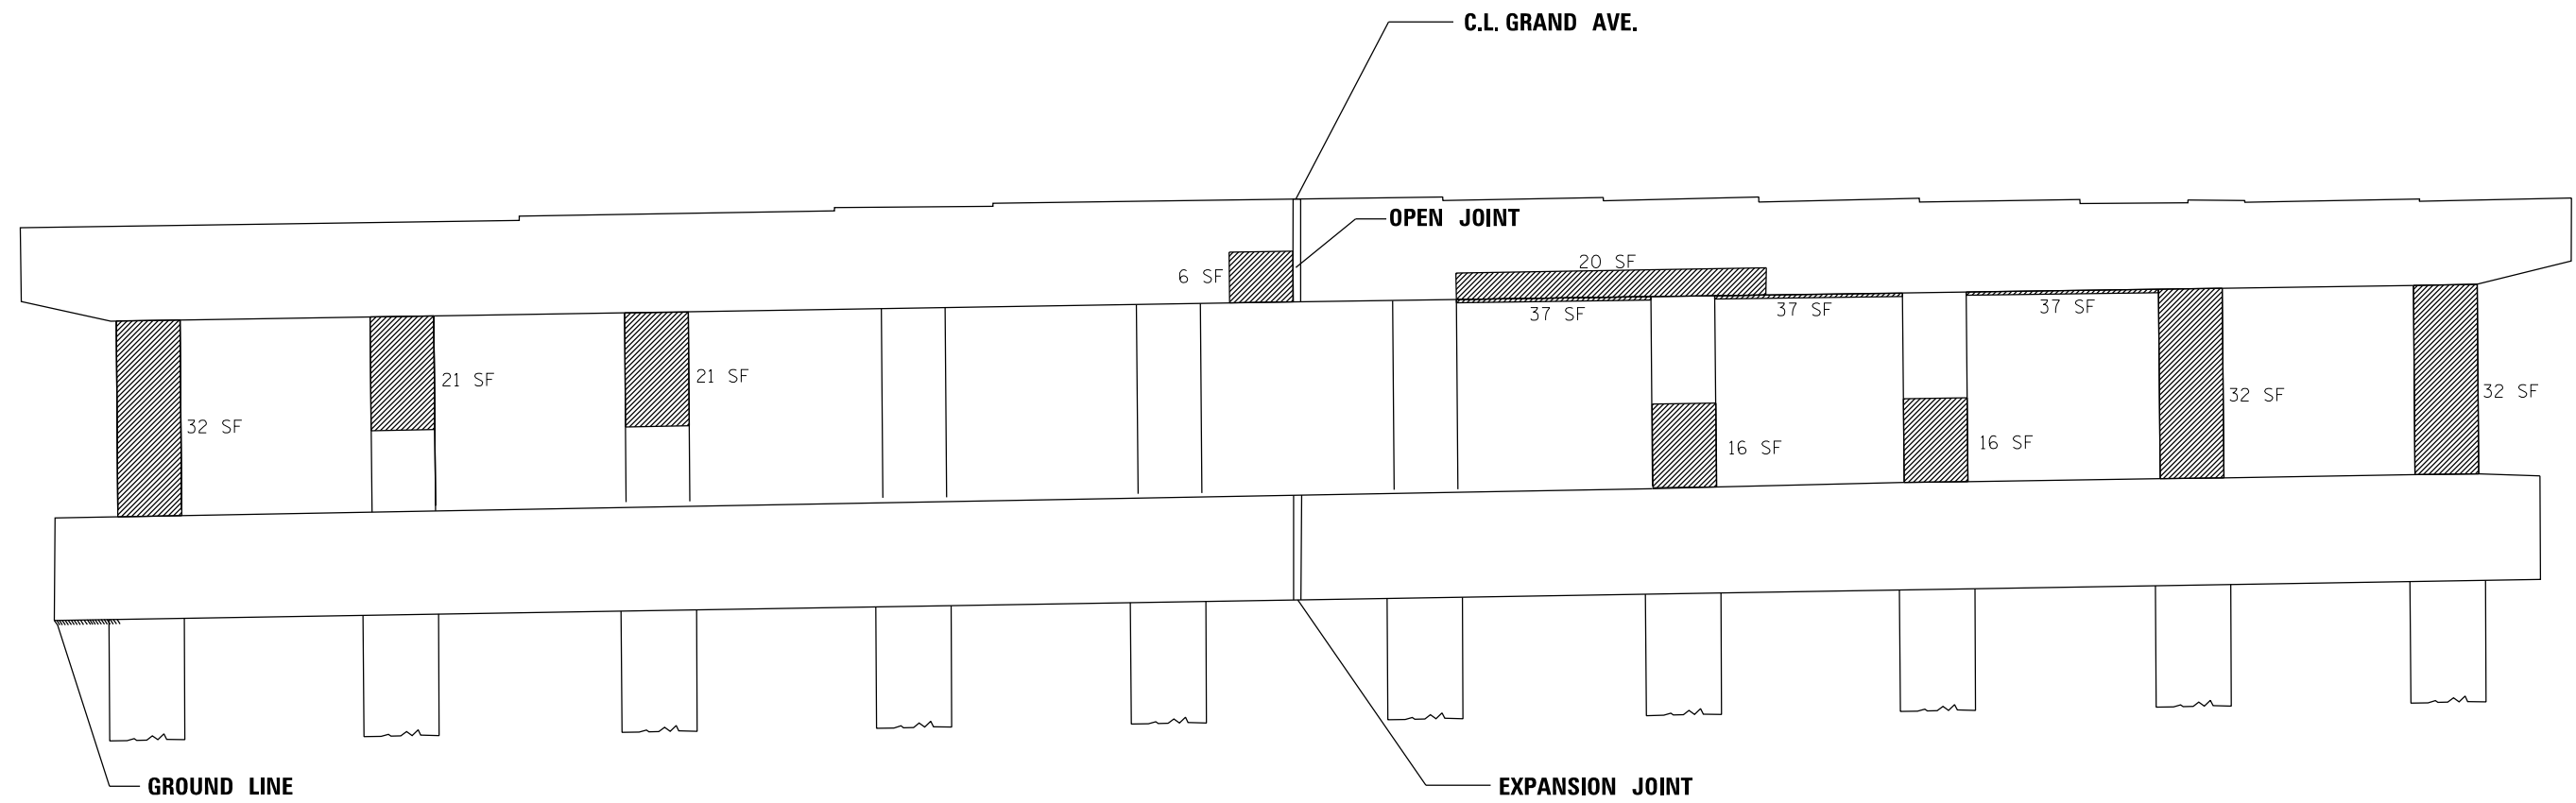 C.L. GRAND AVE.
OPEN JOINT
20 SF
6 SF
37 SF
37 SF
37 SF
21 SF
21 SF
32 SF
32 SF
32 SF
16 SF
16 SF
GROUND LINE
EXPANSION JOINT